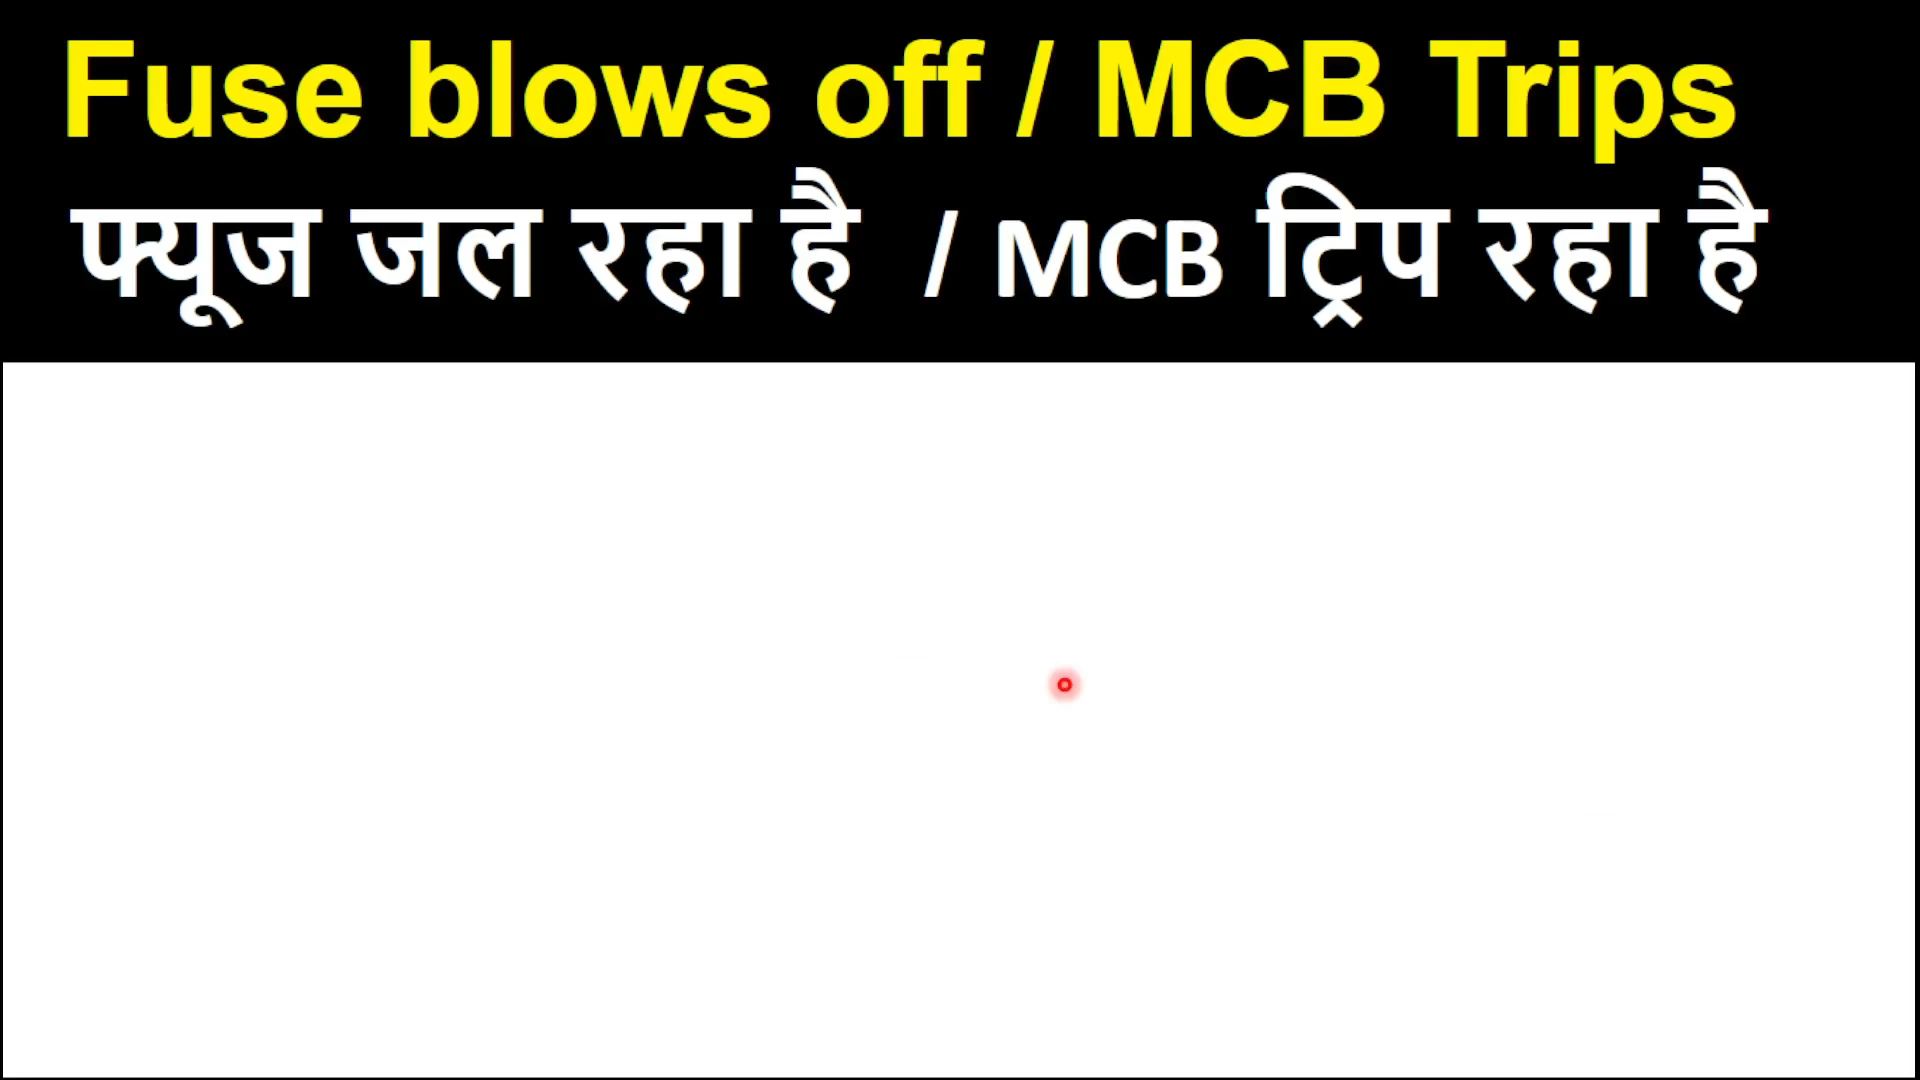 Fuse blows off / MCB Trips
फ्यूज जल रहा है / MCB ट्रिप रहा है